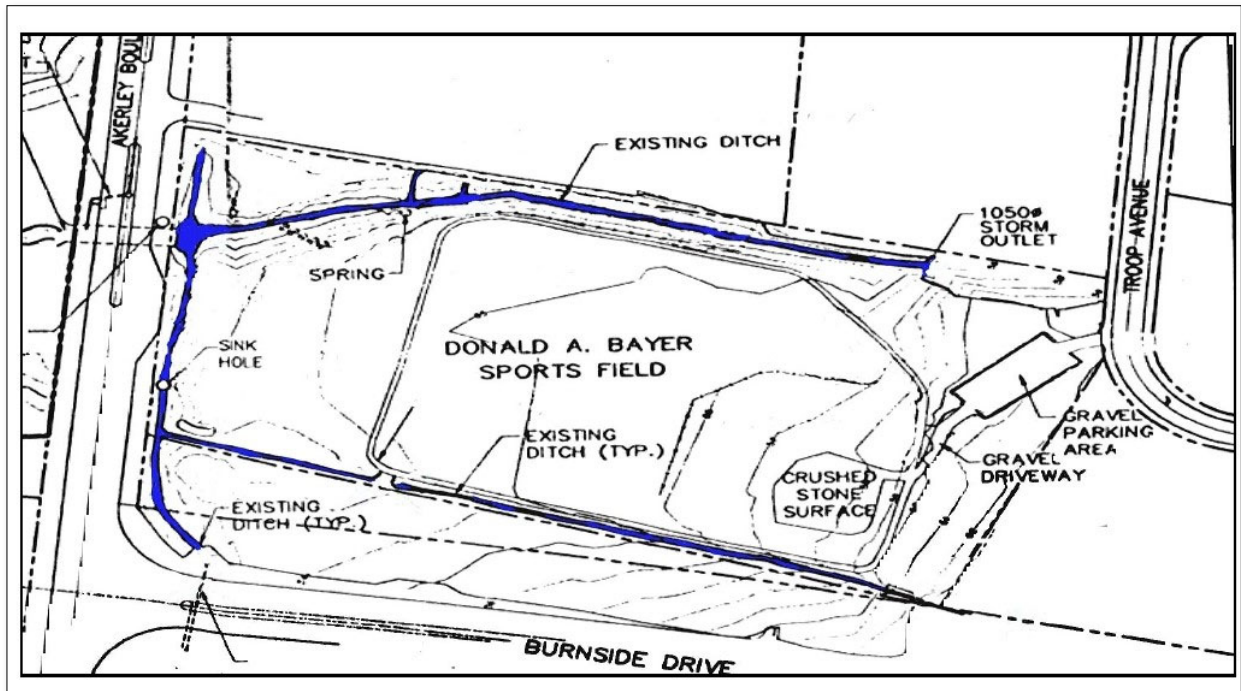 AKERLEY BOUL
EXISTING DITCH
1050ø
STORM
OUTLET
TROOP AVENUE
SPRING
SINK
HOLE
DONALD A. BAYER
SPORTS FIELD
EXISTING
DITCH (TYP.)
GRAVEL
PARKING
AREA
GRAVEL
DRIVEWAY
CRUSHED
STONE
SURFACE
EXISTING
DITCH (TYP.)
BURNSIDE DRIVE